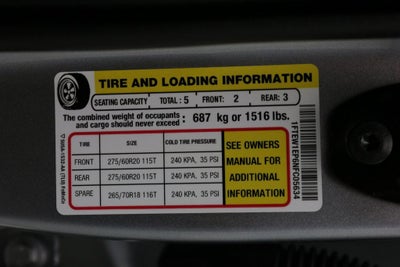 TIRE AND LOADING INFORMATION
SEATING CAPACITY TOTAL : 5 FRONT: 2 REAR: 3
The combined weight of occupants
and cargo should never exceed : 687 kg or 1516 lbs.
TIRE SIZE COLD TIRE PRESSURE
FRONT 275/60R20 115T 240 KPA, 35 PSI
REAR 275/60R20 115T 240 KPA, 35 PSI
SPARE 265/70R18 116T 240 KPA, 35 PSI
SEE OWNERS
MANUAL FOR
ADDITIONAL
INFORMATION